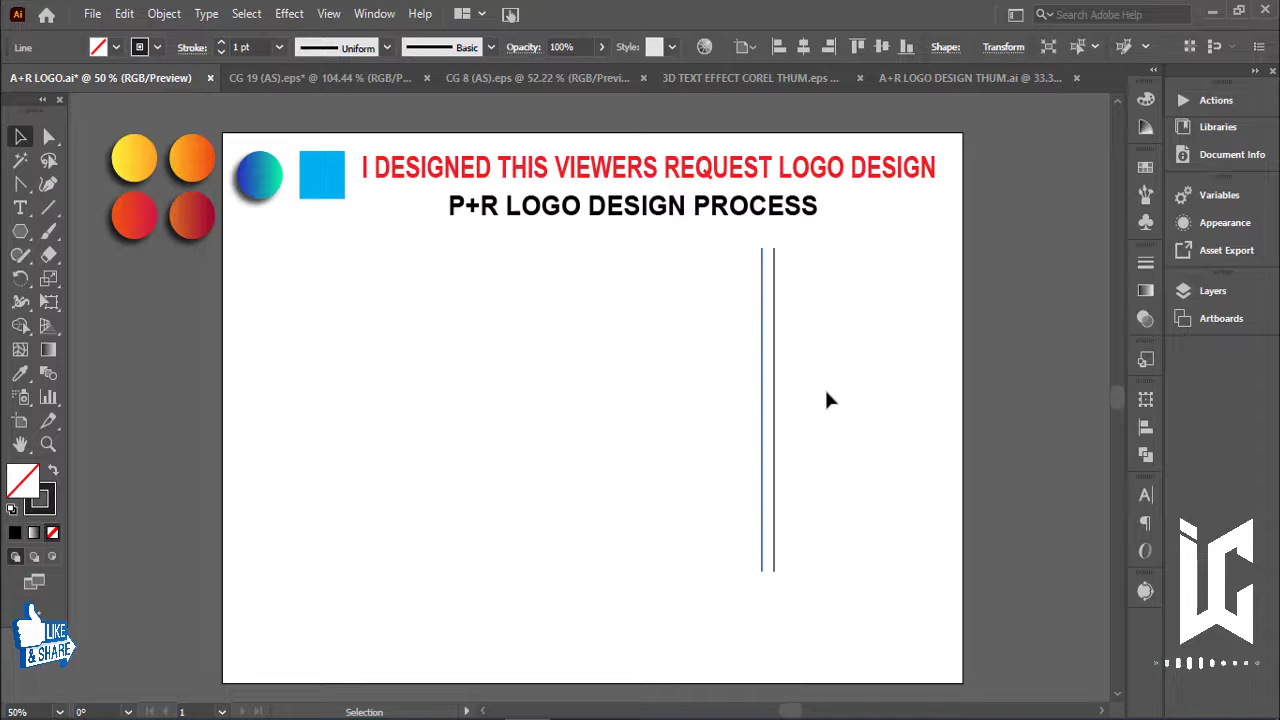 Ai File Edit Object Type Select Effect View Window Help Search Adobe Help
Line Stroke: 1 pt Uniform Basic Opacity: 100% Style: Shape: Transform
A+R LOGO.ai* @ 50 % (RGB/Preview) CG 19 (AS).eps* @ 104.44 % (RGB/P... CG 8 (AS).eps @ 52.22 % (RGB/Previ... 3D TEXT EFFECT COREL THUM.eps ... A+R LOGO DESIGN THUM.ai @ 33.3...
Actions
Libraries
Document Info
Variables
Appearance
Asset Export
Layers
Artboards
I DESIGNED THIS VIEWERS REQUEST LOGO DESIGN
P+R LOGO DESIGN PROCESS
LIKE
& SHARE
50% 0° 1 Selection